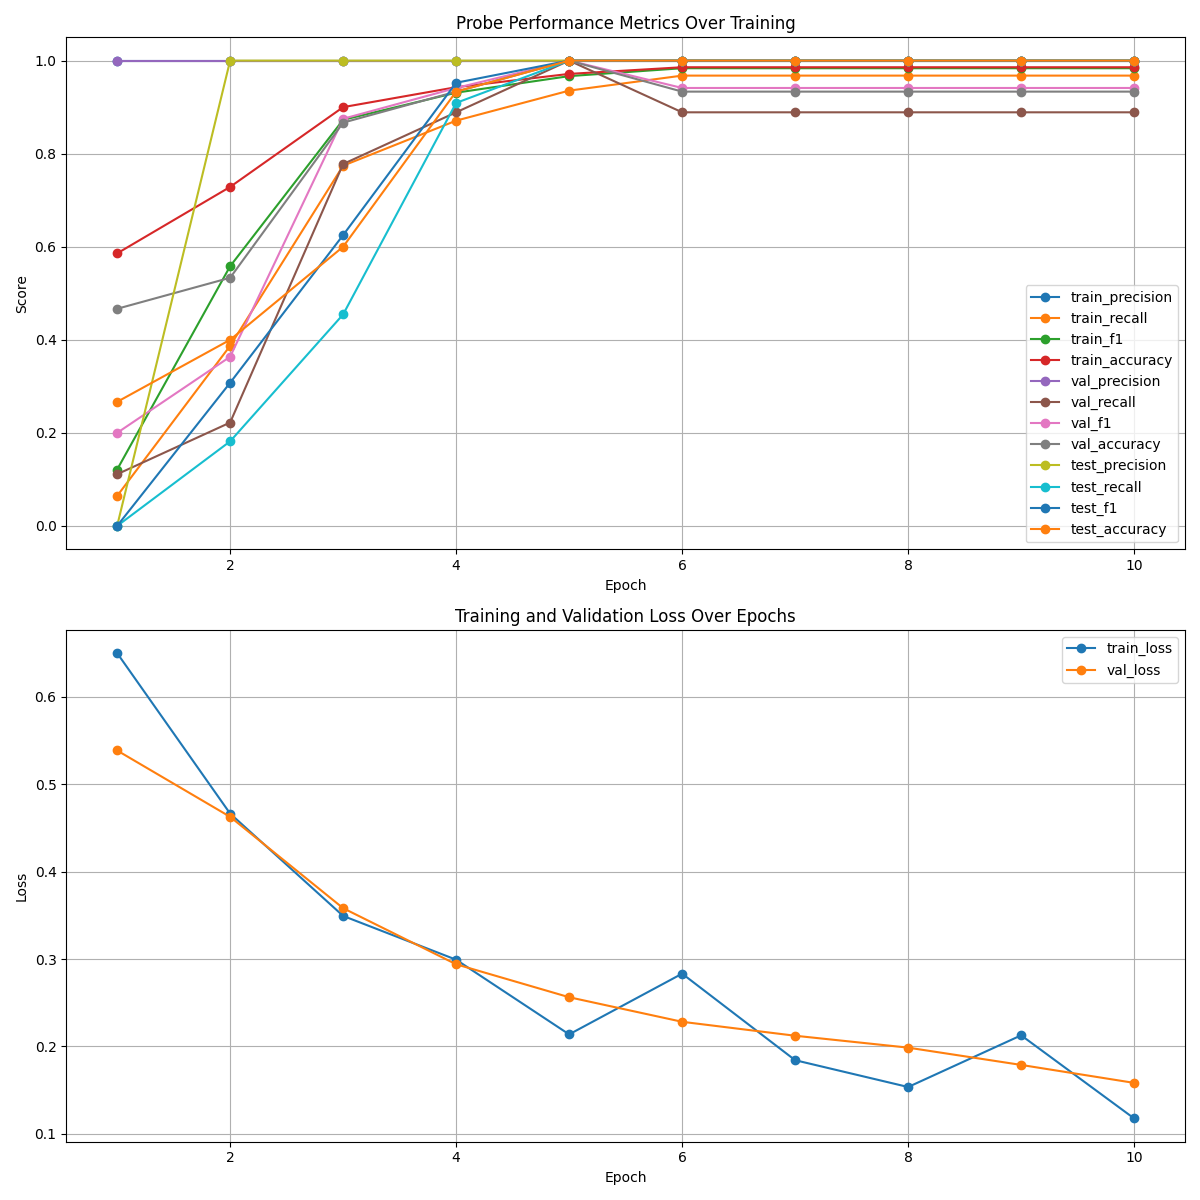 Probe Performance Metrics Over Training
1.0
0.8
0.6
0.4
0.2
0.0
Score
2
4
6
8
10
Epoch
train_precision
train_recall
train_f1
train_accuracy
val_precision
val_recall
val_f1
val_accuracy
test_precision
test_recall
test_f1
test_accuracy
Training and Validation Loss Over Epochs
0.6
0.5
0.4
0.3
0.2
0.1
Loss
2
4
6
8
10
Epoch
train_loss
val_loss